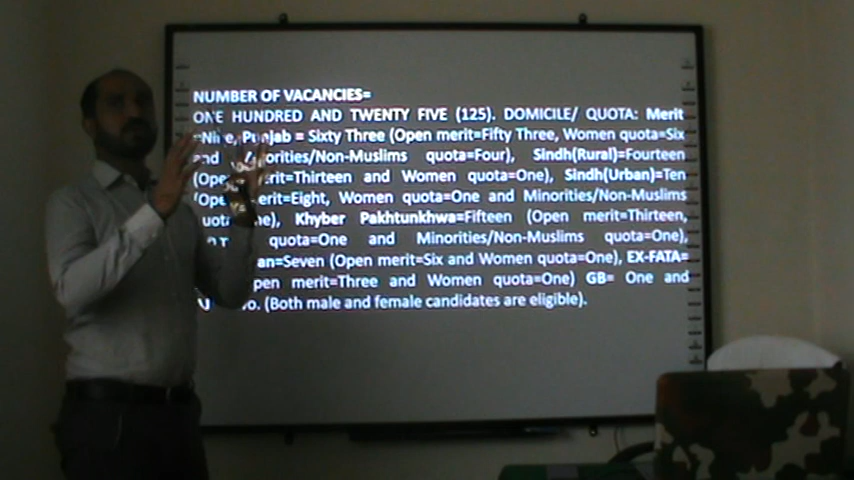 NUMBER OF VACANCIES=
ONE HUNDRED AND TWENTY FIVE (125). DOMICILE/ QUOTA: Merit
=Nine, Punjab = Sixty Three (Open merit=Fifty Three, Women quota=Six
and Minorities/Non-Muslims quota=Four), Sindh(Rural)=Fourteen
(Open merit=Thirteen and Women quota=One), Sindh(Urban)=Ten
(Open merit=Eight, Women quota=One and Minorities/Non-Muslims
quota=One), Khyber Pakhtunkhwa=Fifteen (Open merit=Thirteen,
quota=One and Minorities/Non-Muslims quota=One),
=Seven (Open merit=Six and Women quota=One), EX-FATA=
merit=Three and Women quota=One) GB= One and
(Both male and female candidates are eligible).